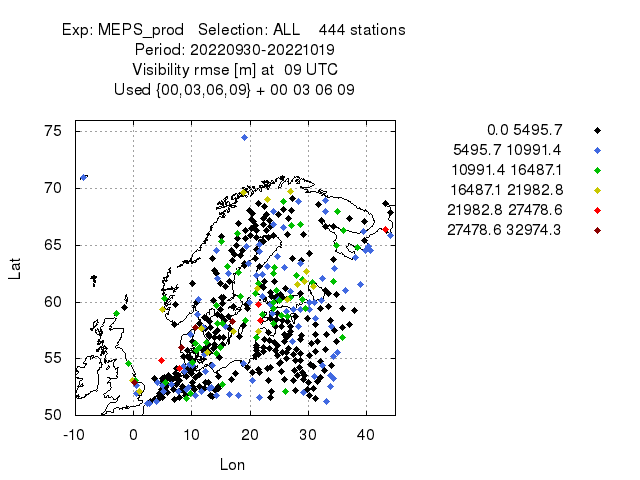 Exp: MEPS_prod Selection: ALL 444 stations
Period: 20220930-20221019
Visibility rmse [m] at 09 UTC
Used {00,03,06,09} + 00 03 06 09
0.0 5495.7
5495.7 10991.4
10991.4 16487.1
16487.1 21982.8
21982.8 27478.6
27478.6 32974.3
75
70
65
60
55
50
Lat
-10 0 10 20 30 40
Lon